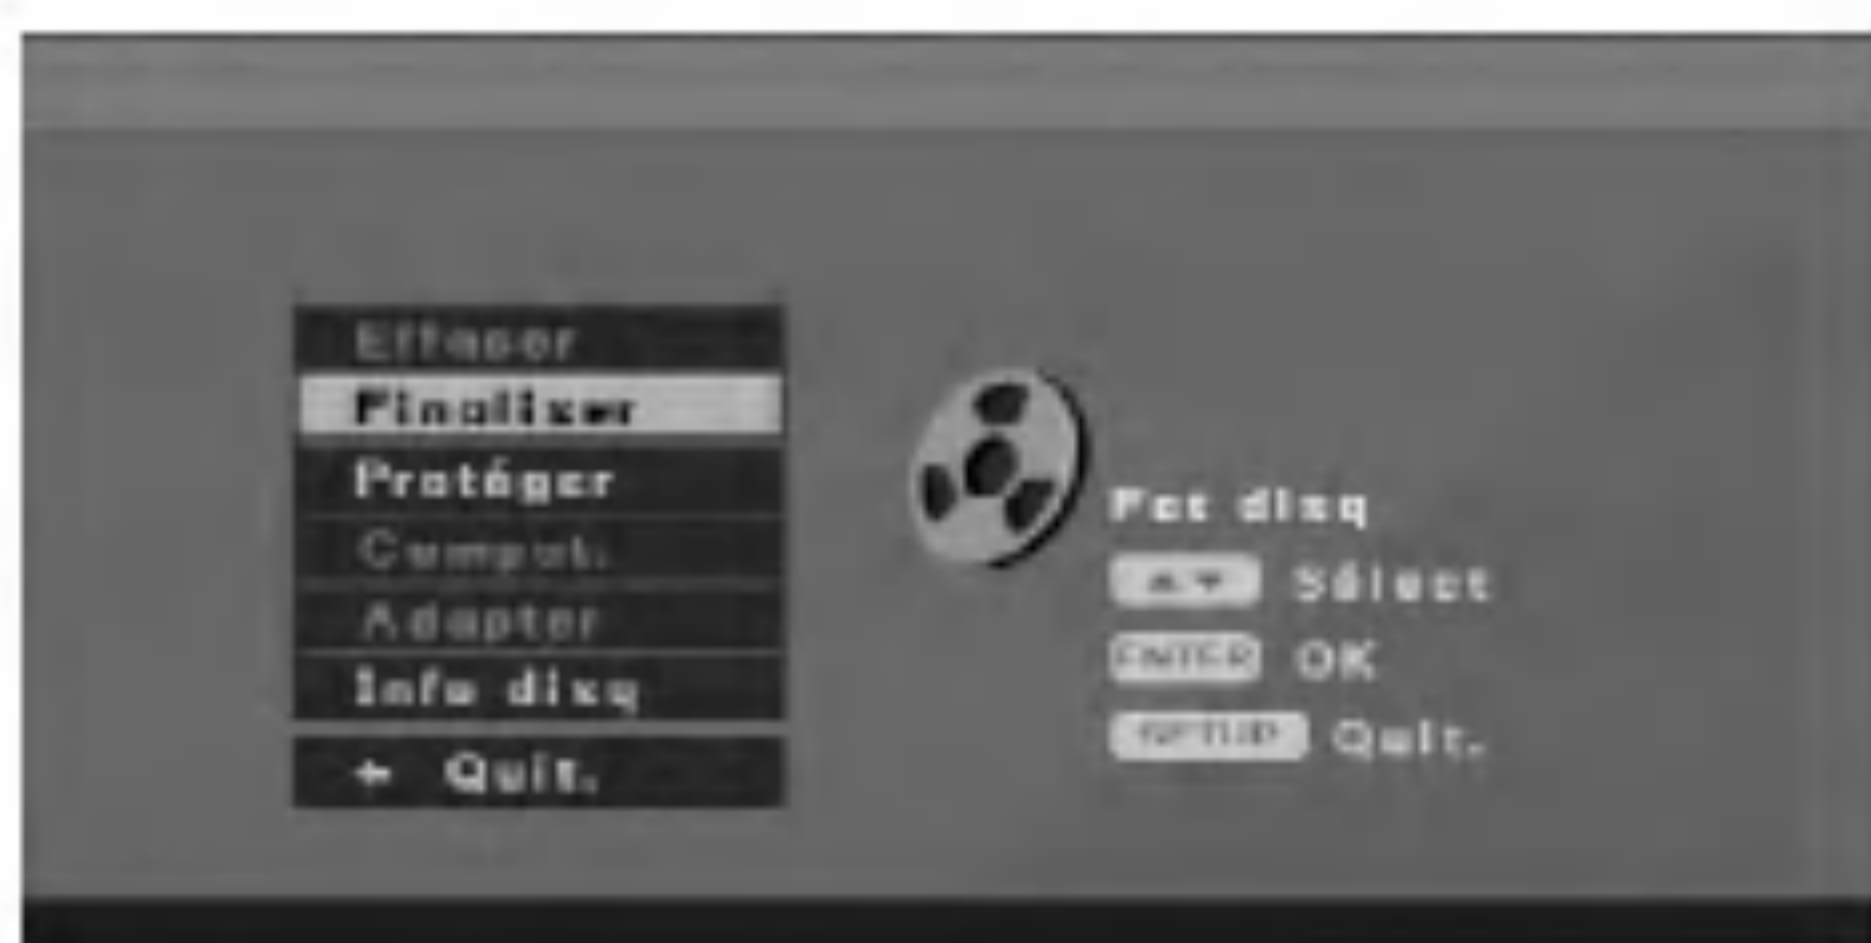 Effacer
Finaliser
Protéger
Compat.
Adapter
Info disq
← Quit.
Fct disq
▲▼ Sélect
ENTER OK
SETUP Quit.